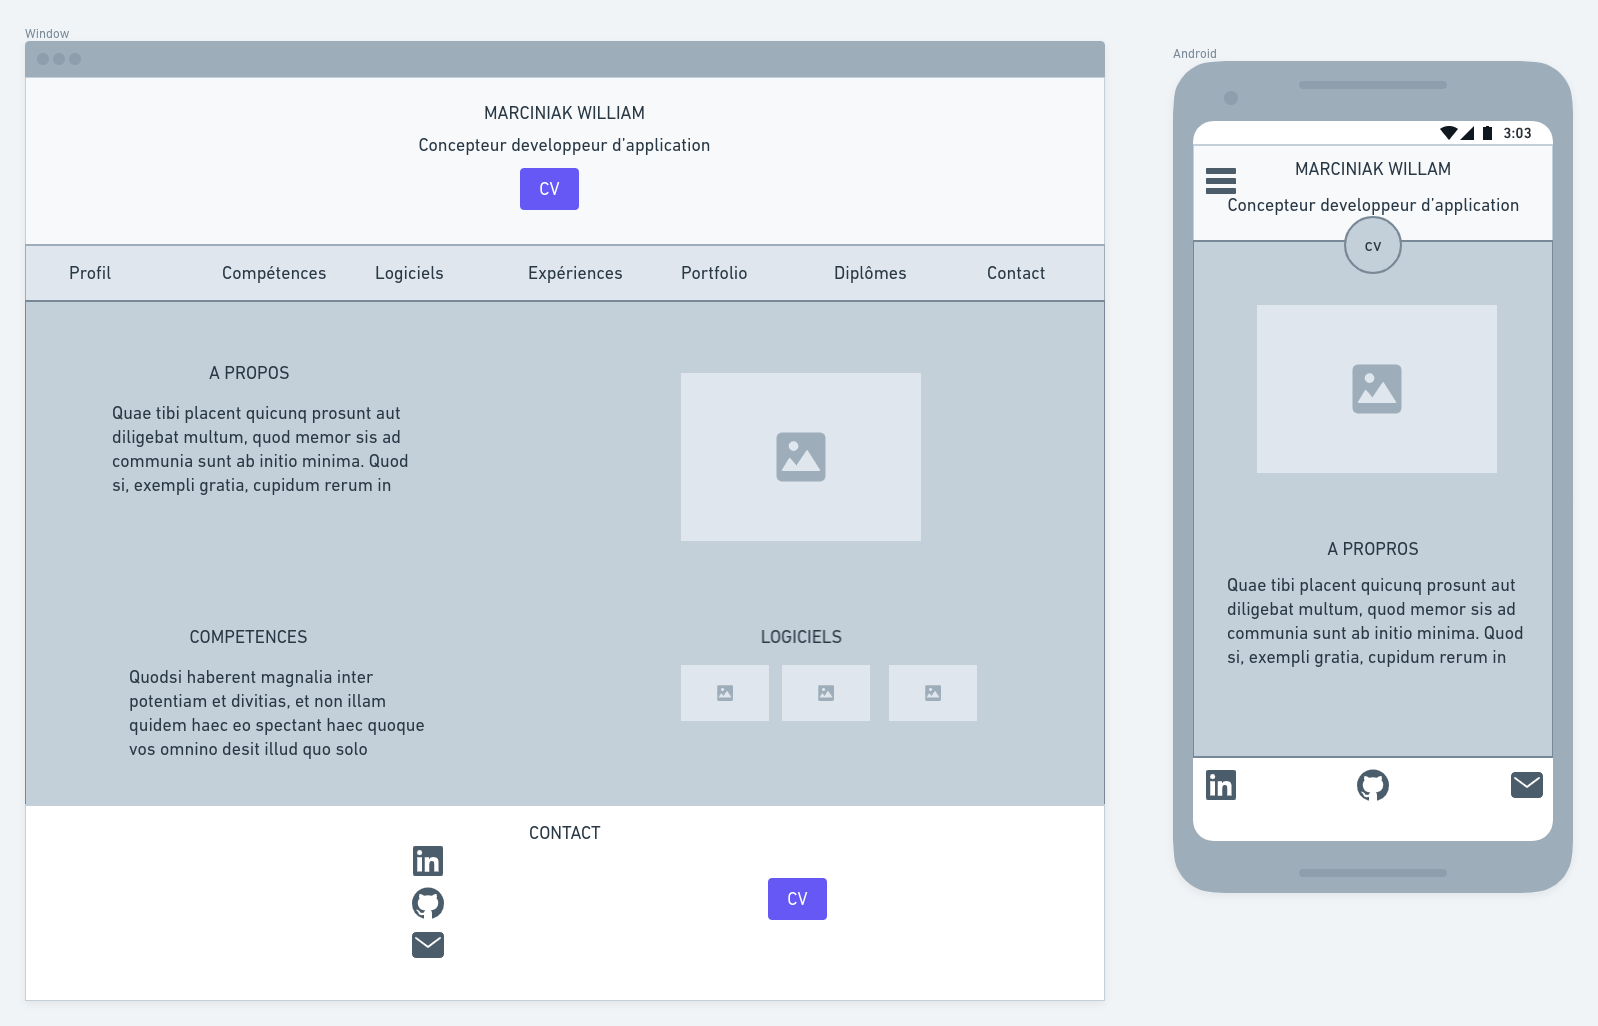 Window
MARCINIAK WILLIAM
Concepteur developpeur d'application
CV
Profil
Compétences
Logiciels
Expériences
Portfolio
Diplômes
Contact
A PROPOS
Quae tibi placent quicunq prosunt aut
diligebat multum, quod memor sis ad
communia sunt ab initio minima. Quod
si, exempli gratia, cupidum rerum in
COMPETENCES
Quodsi haberent magnalia inter
potentiam et divitias, et non illam
quidem haec eo spectant haec quoque
vos omnino desit illud quo solo
LOGICIELS
CONTACT
in
CV
Android
3:03
MARCINIAK WILLAM
Concepteur developpeur d'application
cv
A PROPROS
Quae tibi placent quicunq prosunt aut
diligebat multum, quod memor sis ad
communia sunt ab initio minima. Quod
si, exempli gratia, cupidum rerum in
in